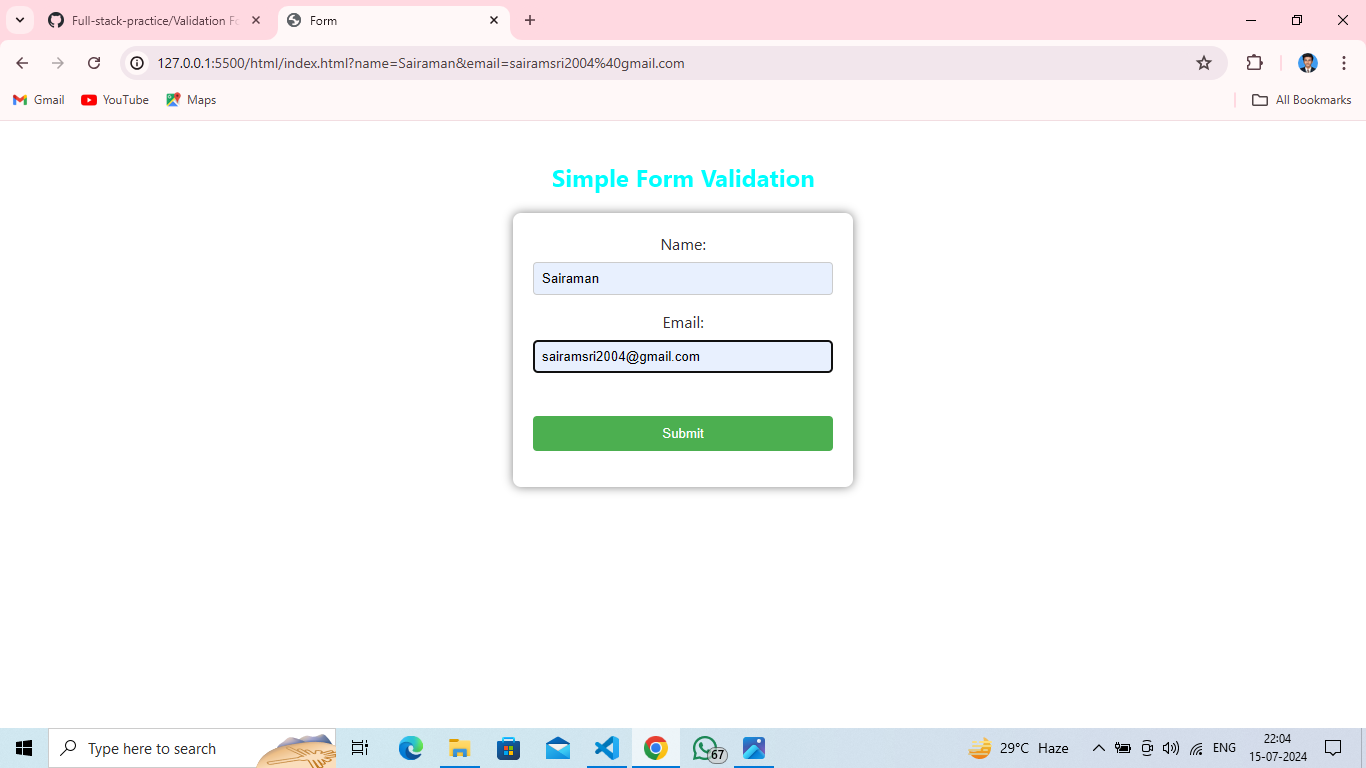 Full-stack-practice/Validation Fo
Form
127.0.0.1:5500/html/index.html?name=Sairaman&email=sairamsri2004%40gmail.com
Gmail
YouTube
Maps
All Bookmarks
Simple Form Validation
Name:
Sairaman
Email:
sairamsri2004@gmail.com
Submit
Type here to search
67
29°C Haze
ENG
22:04
15-07-2024